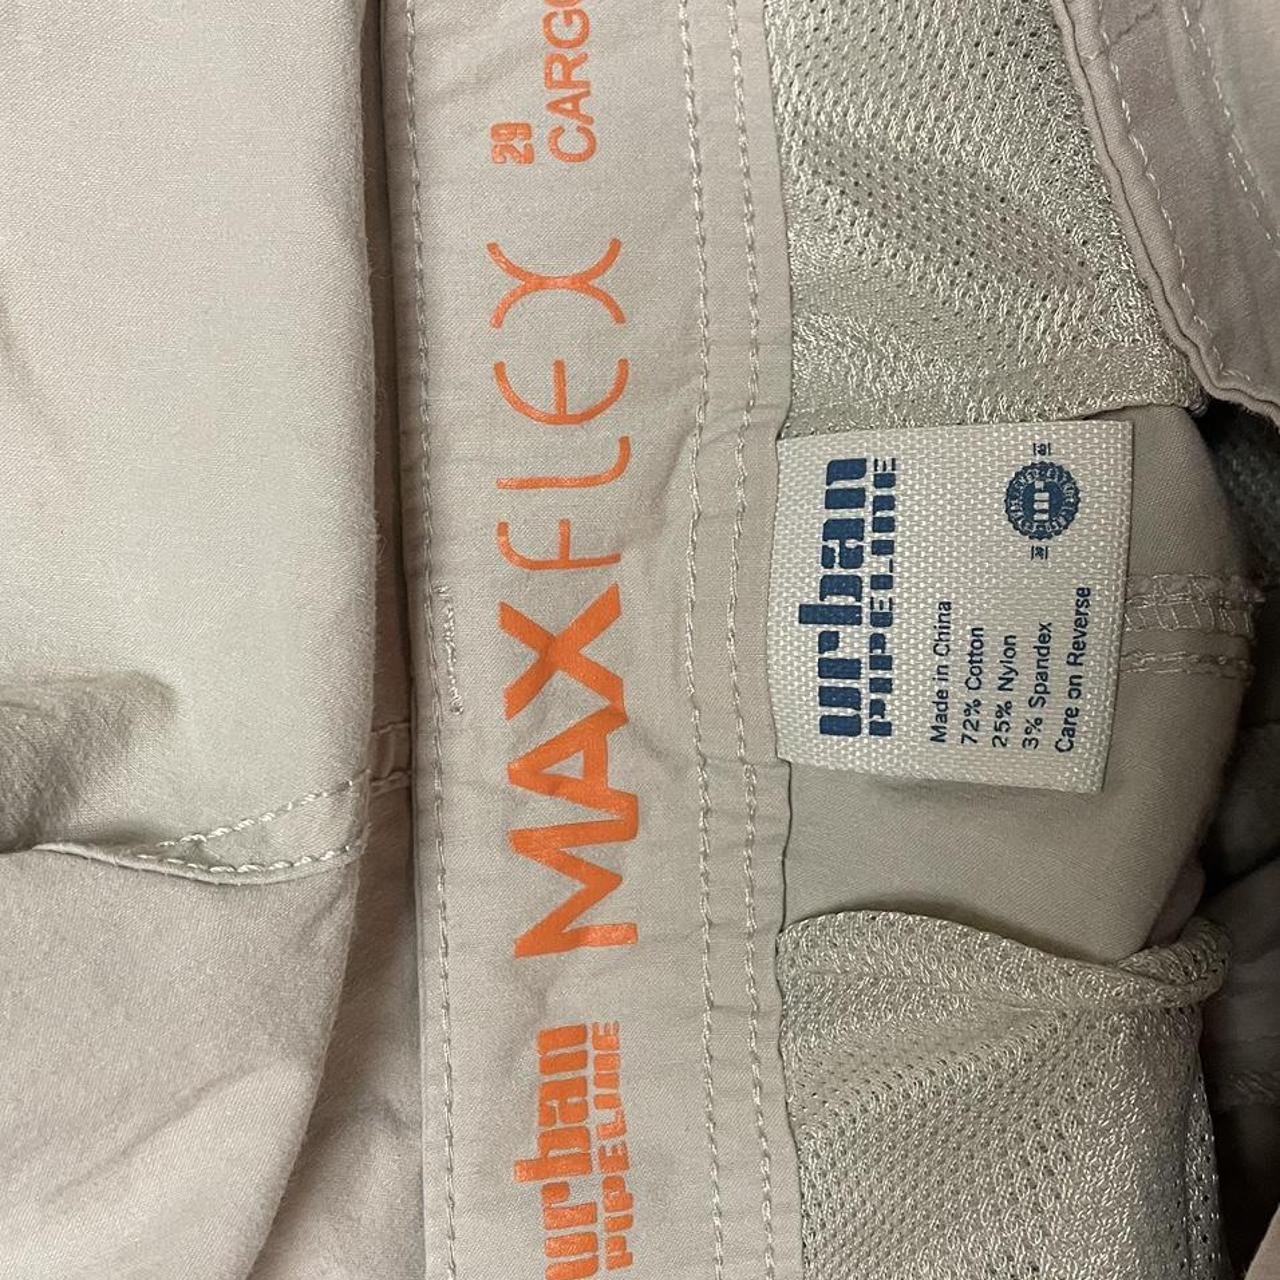 urban
PIPELINE
MAXFLEX
29
CARGO
urban
PIPELINE
Made in China
72% Cotton
25% Nylon
3% Spandex
Care on Reverse